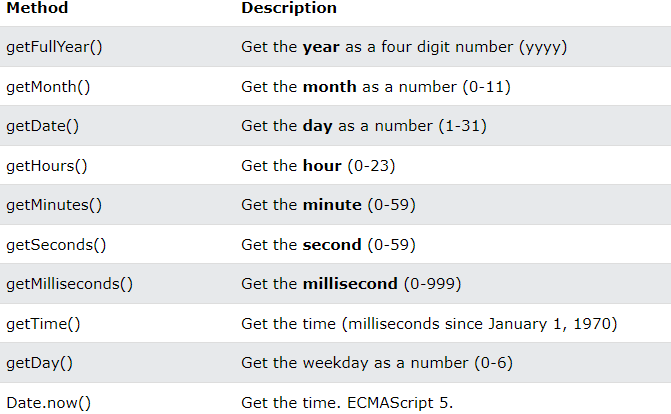 Method Description
getFullYear() Get the year as a four digit number (yyyy)
getMonth() Get the month as a number (0-11)
getDate() Get the day as a number (1-31)
getHours() Get the hour (0-23)
getMinutes() Get the minute (0-59)
getSeconds() Get the second (0-59)
getMilliseconds() Get the millisecond (0-999)
getTime() Get the time (milliseconds since January 1, 1970)
getDay() Get the weekday as a number (0-6)
Date.now() Get the time. ECMAScript 5.